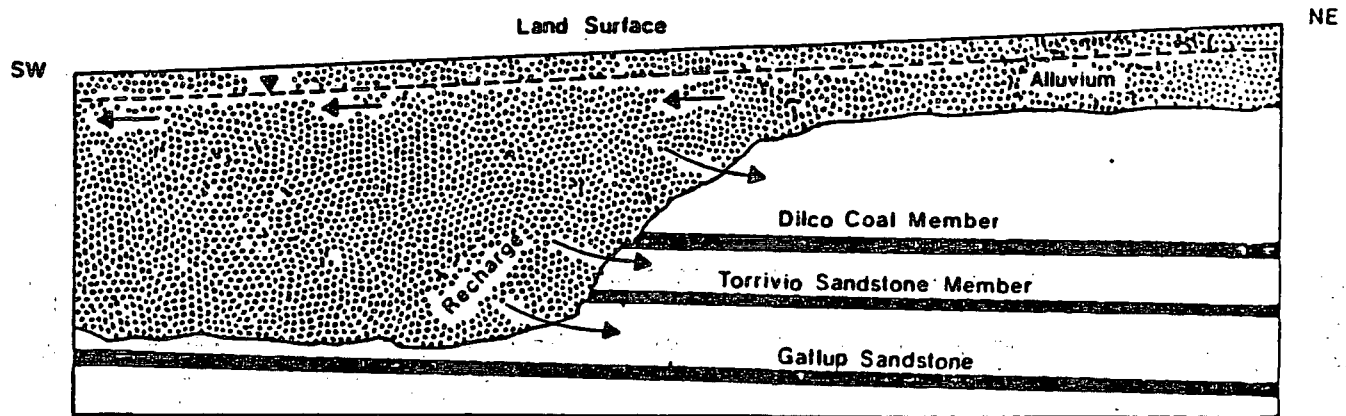 NE
Land Surface
SW
Alluvium
Dilco Coal Member
Recharge
Torrivio Sandstone Member
Gallup Sandstone